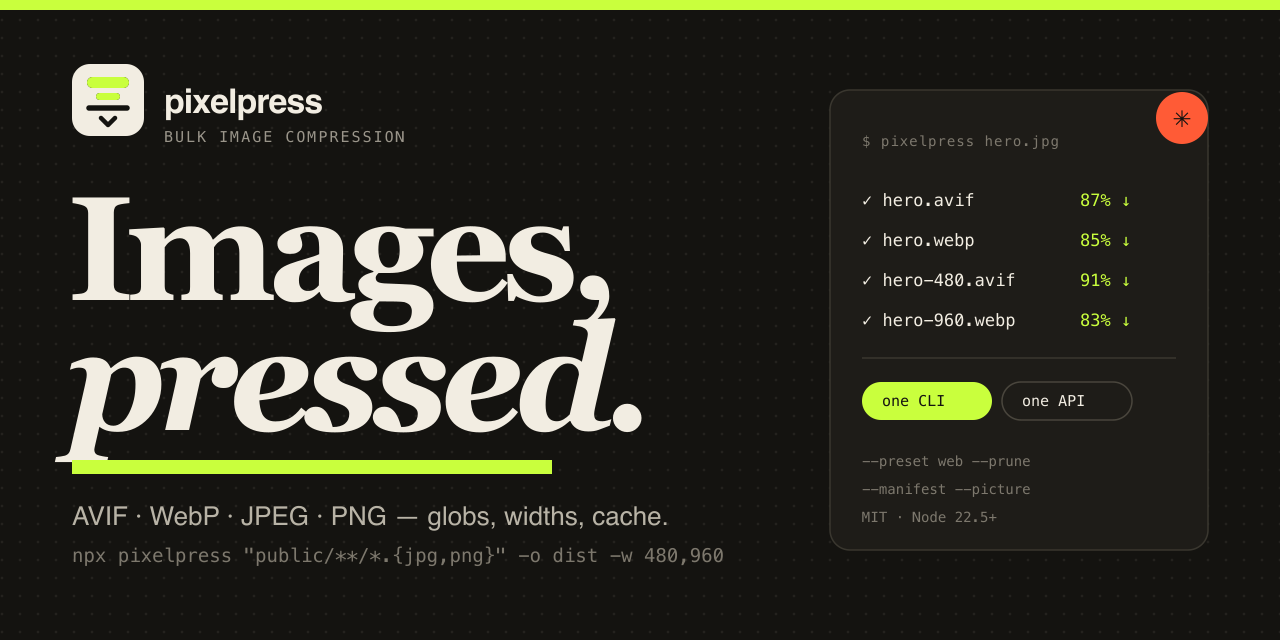 pixelpress
BULK IMAGE COMPRESSION
Images,
pressed.
AVIF · WebP · JPEG · PNG — globs, widths, cache.
npx pixelpress "public/**/*.{jpg,png}" -o dist -w 480,960
$ pixelpress hero.jpg
✓ hero.avif 87% ↓
✓ hero.webp 85% ↓
✓ hero-480.avif 91% ↓
✓ hero-960.webp 83% ↓
one CLI one API
--preset web --prune
--manifest --picture
MIT · Node 22.5+